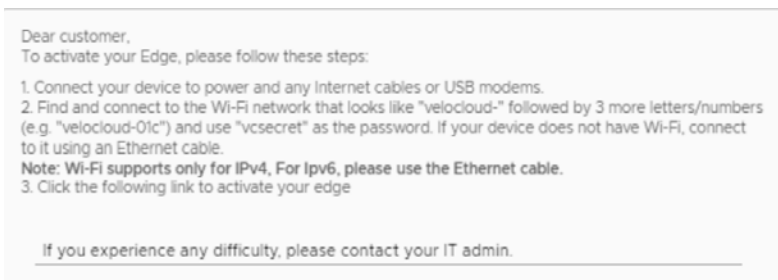 Dear customer,
To activate your Edge, please follow these steps:
1. Connect your device to power and any Internet cables or USB modems.
2. Find and connect to the Wi-Fi network that looks like "velocloud-" followed by 3 more letters/numbers
(e.g. "velocloud-01c") and use "vcsecret" as the password. If your device does not have Wi-Fi, connect
to it using an Ethernet cable.
Note: Wi-Fi supports only for IPv4, For Ipv6, please use the Ethernet cable.
3. Click the following link to activate your edge
If you experience any difficulty, please contact your IT admin.